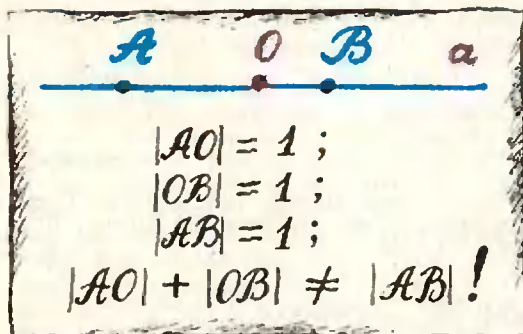 A O B a
|AO| = 1 ;
|OB| = 1 ;
|AB| = 1 ;
|AO| + |OB| ≠ |AB| !